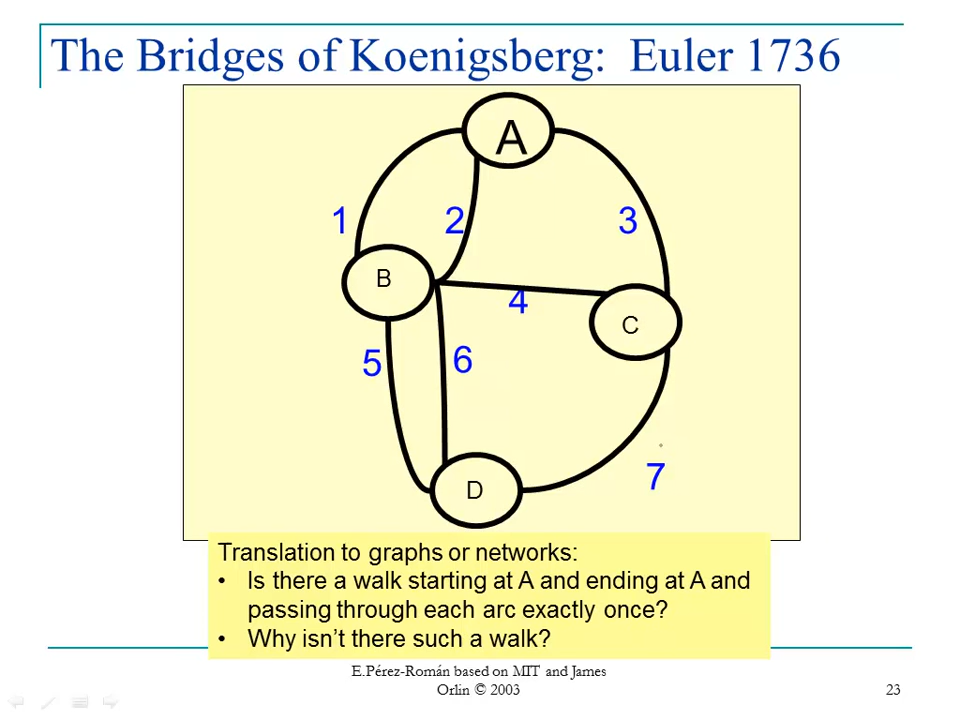 The Bridges of Koenigsberg:  Euler 1736
A
1
2
3
B
4
C
5
6
D
7
Translation to graphs or networks:
• Is there a walk starting at A and ending at A and
passing through each arc exactly once?
• Why isn’t there such a walk?
E.Pérez-Román based on MIT and James
Orlin © 2003
23